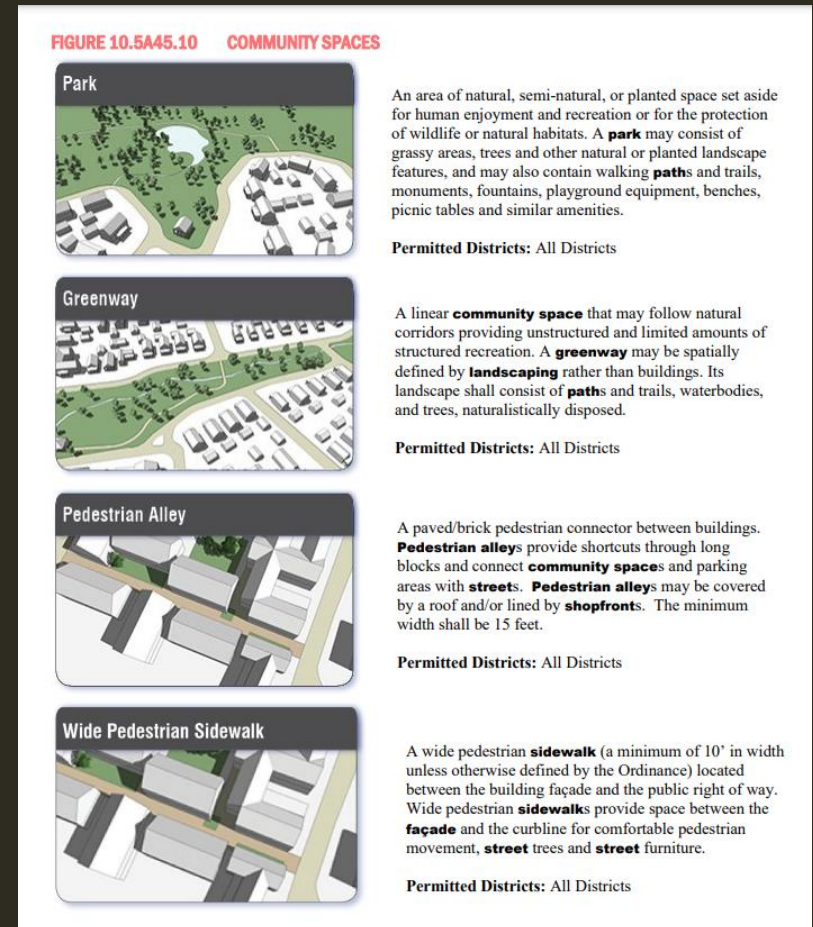 FIGURE 10.5A45.10 COMMUNITY SPACES
Park
An area of natural, semi-natural, or planted space set aside
for human enjoyment and recreation or for the protection
of wildlife or natural habitats. A park may consist of
grassy areas, trees and other natural or planted landscape
features, and may also contain walking paths and trails,
monuments, fountains, playground equipment, benches,
picnic tables and similar amenities.
Permitted Districts: All Districts
Greenway
A linear community space that may follow natural
corridors providing unstructured and limited amounts of
structured recreation. A greenway may be spatially
defined by landscaping rather than buildings. Its
landscape shall consist of paths and trails, waterbodies,
and trees, naturalistically disposed.
Permitted Districts: All Districts
Pedestrian Alley
A paved/brick pedestrian connector between buildings.
Pedestrian alleys provide shortcuts through long
blocks and connect community spaces and parking
areas with streets. Pedestrian alleys may be covered
by a roof and/or lined by shopfronts. The minimum
width shall be 15 feet.
Permitted Districts: All Districts
Wide Pedestrian Sidewalk
A wide pedestrian sidewalk (a minimum of 10’ in width
unless otherwise defined by the Ordinance) located
between the building façade and the public right of way.
Wide pedestrian sidewalks provide space between the
façade and the curbline for comfortable pedestrian
movement, street trees and street furniture.
Permitted Districts: All Districts